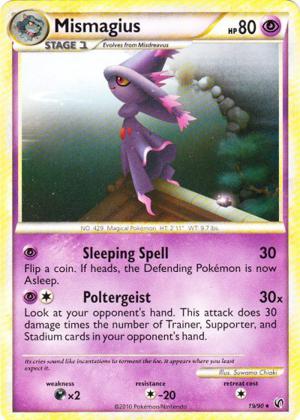 Mismagius
HP 80
STAGE 1
Evolves from Misdreavus
NO. 429 Magical Pokémon HT: 2'11" WT: 9.7 lbs.
Sleeping Spell 30
Flip a coin. If heads, the Defending Pokémon is now
Asleep.
Poltergeist 30x
Look at your opponent's hand. This attack does 30
damage times the number of Trainer, Supporter, and
Stadium cards in your opponent's hand.
Its cries sound like incantations to torment the foe. It appears where you least
expect it.
Illus. Suwama Chiaki
weakness
resistance
retreat cost
×2
-20
©2010 Pokémon/Nintendo
19/90